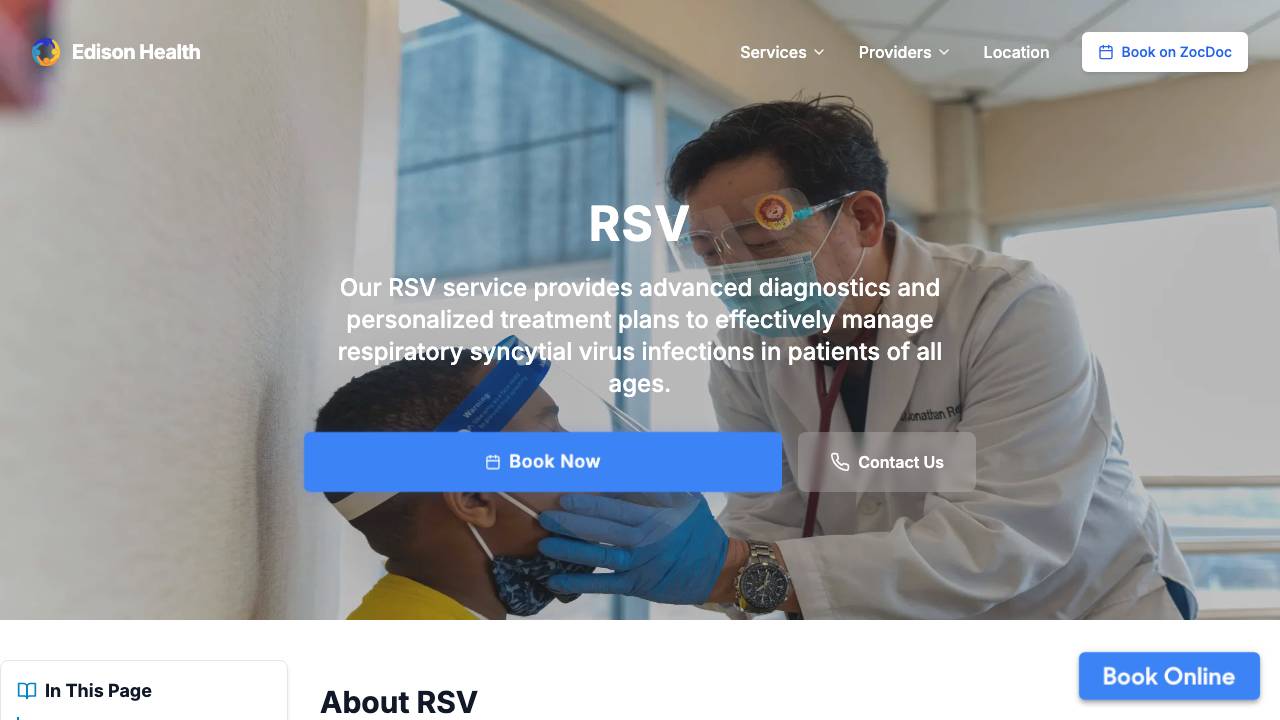 Edison Health
Services
Providers
Location
Book on ZocDoc
RSV
Our RSV service provides advanced diagnostics and
personalized treatment plans to effectively manage
respiratory syncytial virus infections in patients of all
ages.
Warning
Jonathan
Book Now
Contact Us
In This Page
About RSV
Book Online